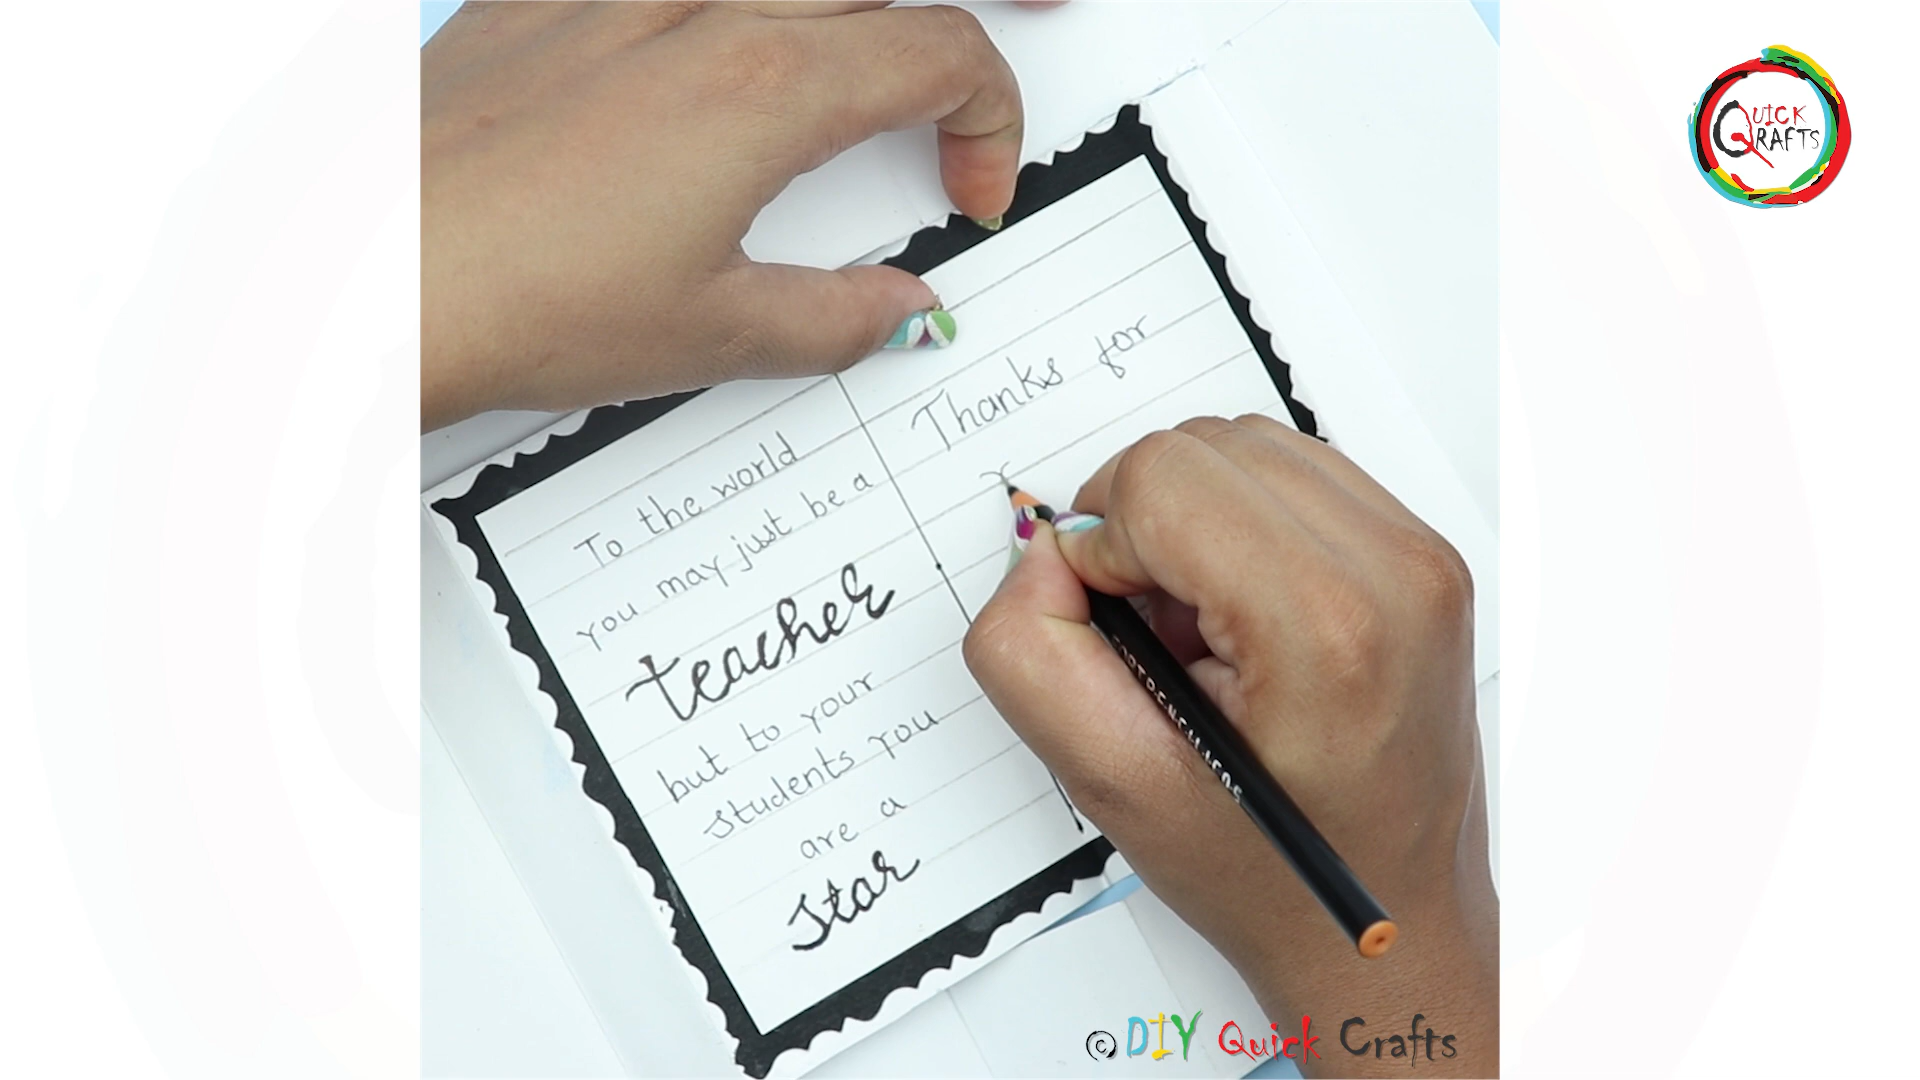 To the world
you may just be a
teacher
but to your
students you
are a
star
Thanks for
QUICK
QRAFTS
© DIY Quick Crafts